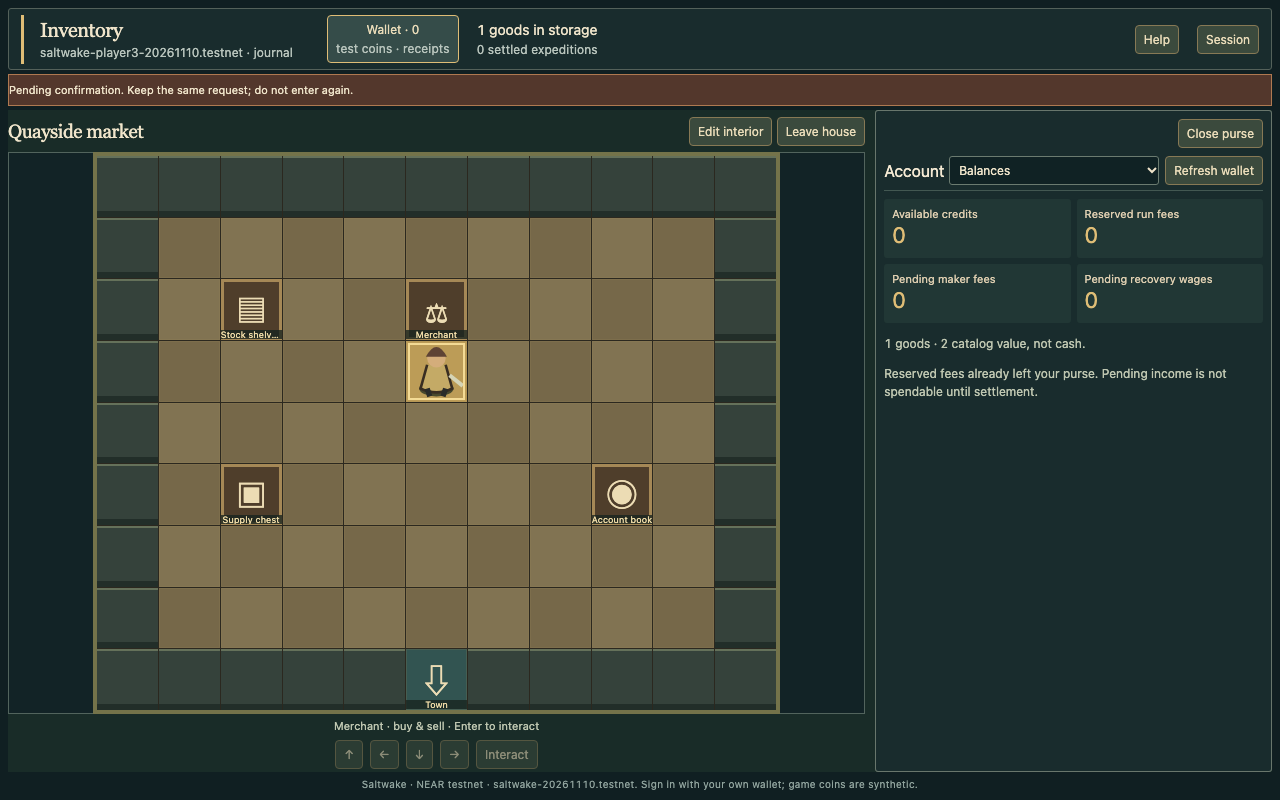 Inventory
saltwake-player3-20261110.testnet · journal
Wallet · 0
test coins · receipts
1 goods in storage
0 settled expeditions
Help
Session
Pending confirmation. Keep the same request; do not enter again.
Quayside market
Edit interior
Leave house
Stock shelv...
Merchant
Supply chest
Account book
Town
Merchant · buy & sell · Enter to interact
↑ ← ↓ → Interact
Close purse
Account
Balances
Refresh wallet
Available credits
0
Reserved run fees
0
Pending maker fees
0
Pending recovery wages
0
1 goods · 2 catalog value, not cash.
Reserved fees already left your purse. Pending income is not
spendable until settlement.
Saltwake · NEAR testnet · saltwake-20261110.testnet. Sign in with your own wallet; game coins are synthetic.